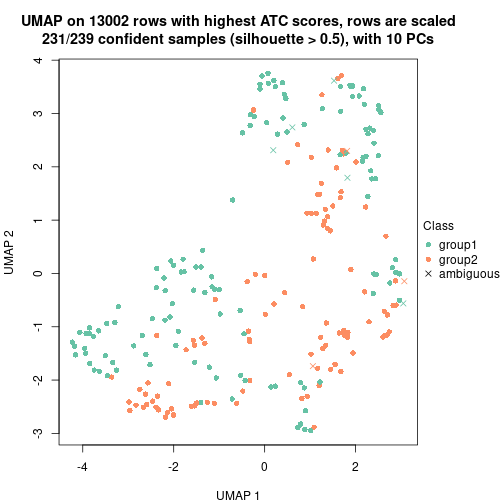 UMAP on 13002 rows with highest ATC scores, rows are scaled
231/239 confident samples (silhouette > 0.5), with 10 PCs
4
3
2
1
0
-1
-2
-3
UMAP 2
-4
-2
0
2
UMAP 1
Class
group1
group2
ambiguous